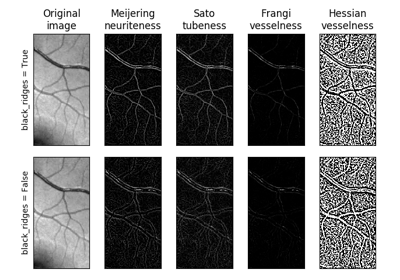 Original
image
Meijering
neuriteness
Sato
tubeness
Frangi
vesselness
Hessian
vesselness
black_ridges = True
black_ridges = False